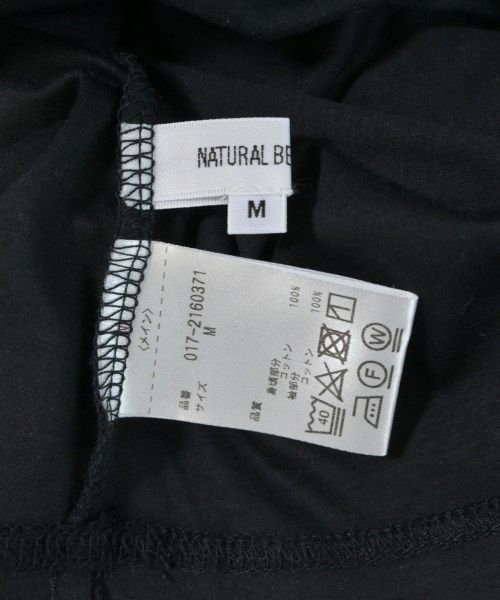 NATURAL BE
M
〈メイン〉
品番 017-2160371
サイズ M
品質 身頃部分
コットン 100%
袖部分
コットン 100%
40
F
W